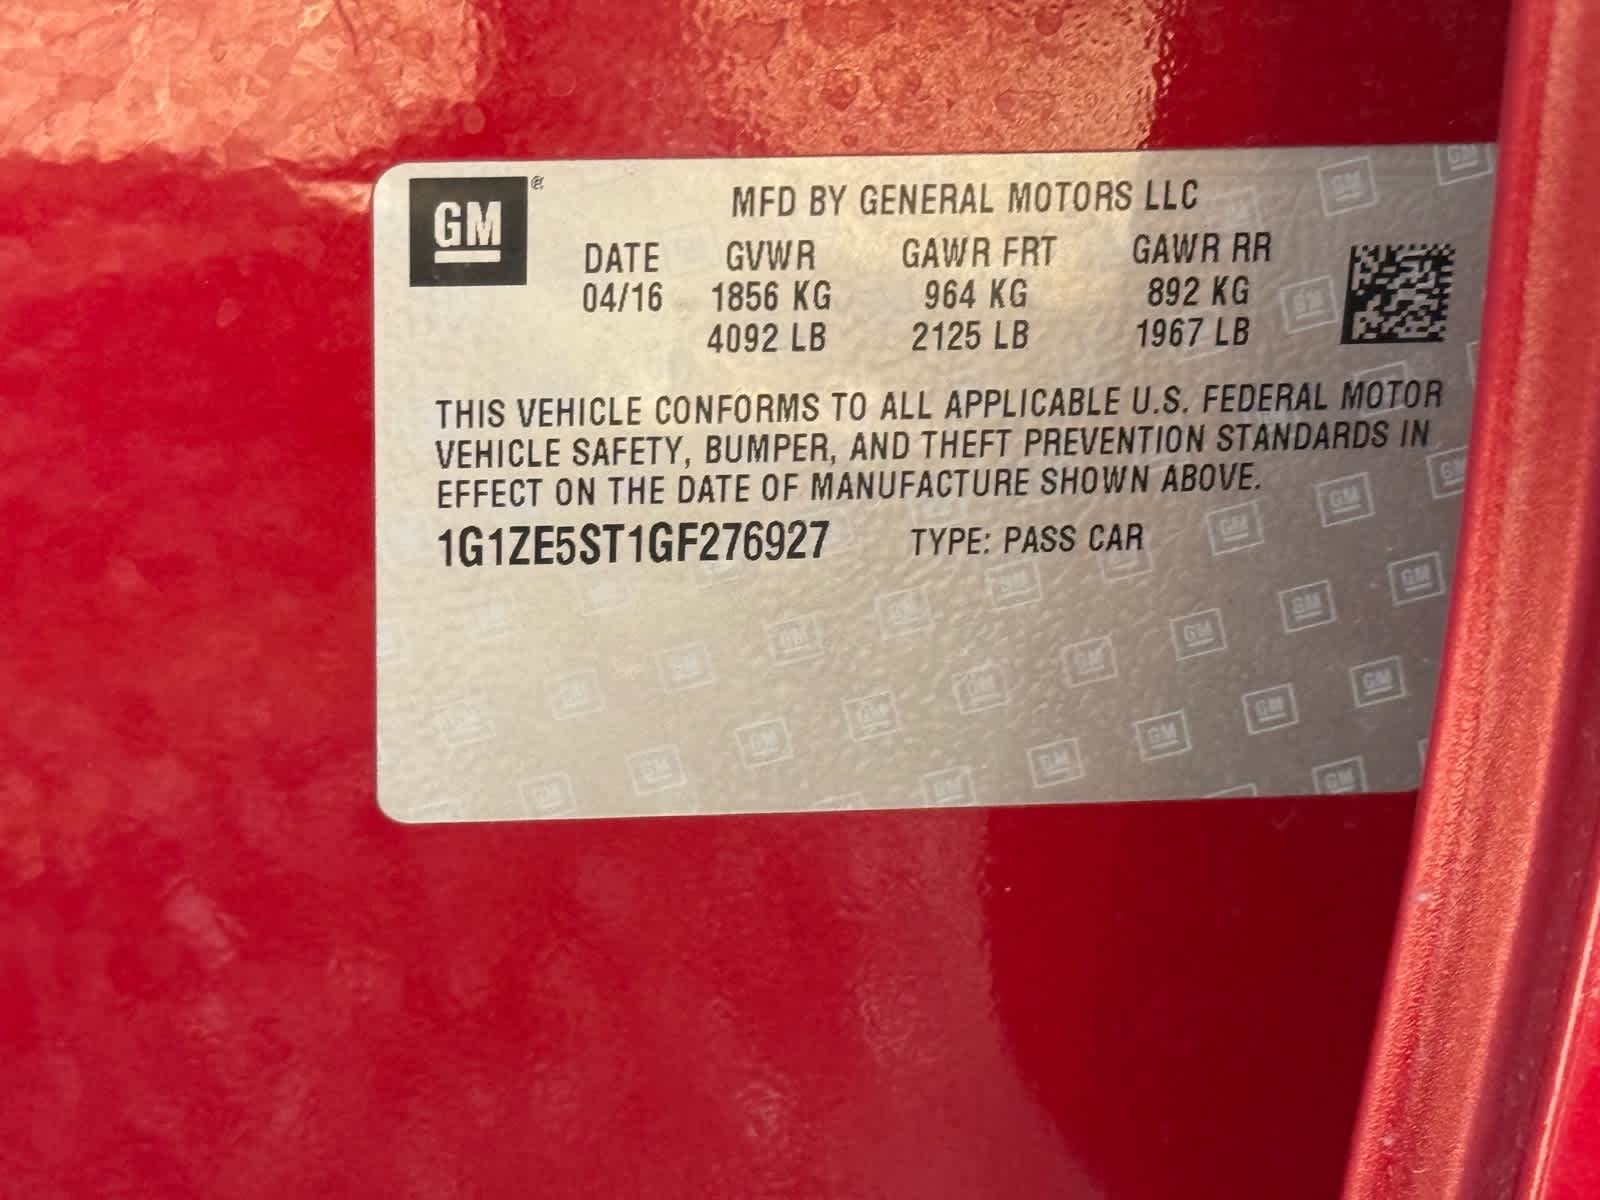 GM ®
MFD BY GENERAL MOTORS LLC
DATE GVWR GAWR FRT GAWR RR
04/16 1856 KG 964 KG 892 KG
4092 LB 2125 LB 1967 LB
THIS VEHICLE CONFORMS TO ALL APPLICABLE U.S. FEDERAL MOTOR
VEHICLE SAFETY, BUMPER, AND THEFT PREVENTION STANDARDS IN
EFFECT ON THE DATE OF MANUFACTURE SHOWN ABOVE.
1G1ZE5ST1GF276927 TYPE: PASS CAR